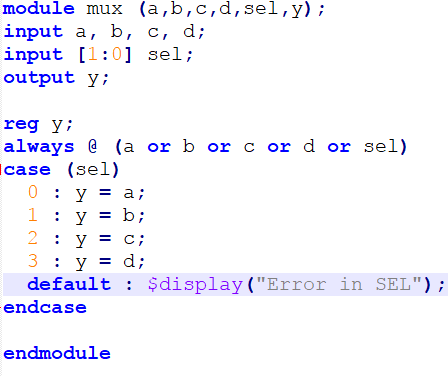 module mux (a,b,c,d,sel,y);
input a, b, c, d;
input [1:0] sel;
output y;
reg y;
always @ (a or b or c or d or sel)
case (sel)
0 : y = a;
1 : y = b;
2 : y = c;
3 : y = d;
default : $display("Error in SEL");
endcase
endmodule